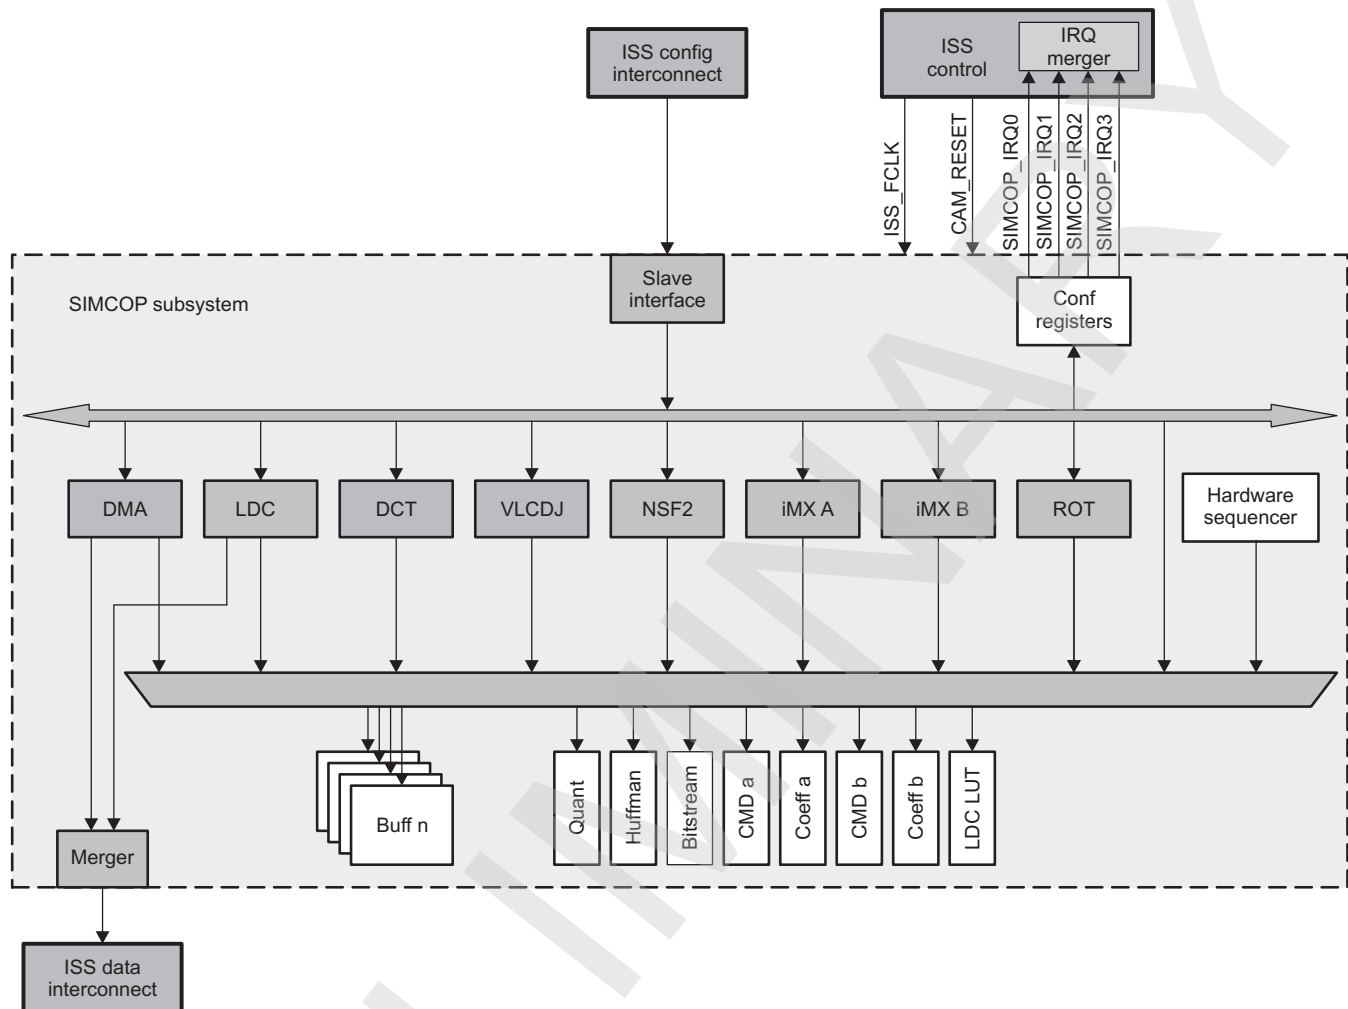 ISS config
interconnect
ISS
control
IRQ
merger
ISS_FCLK
CAM_RESET
SIMCOP_IRQ0
SIMCOP_IRQ1
SIMCOP_IRQ2
SIMCOP_IRQ3
SIMCOP subsystem
Slave
interface
Conf
registers
DMA
LDC
DCT
VLCDJ
NSF2
iMX A
iMX B
ROT
Hardware
sequencer
Buff n
Quant
Huffman
Bitstream
CMD a
Coeff a
CMD b
Coeff b
LDC LUT
Merger
ISS data
interconnect